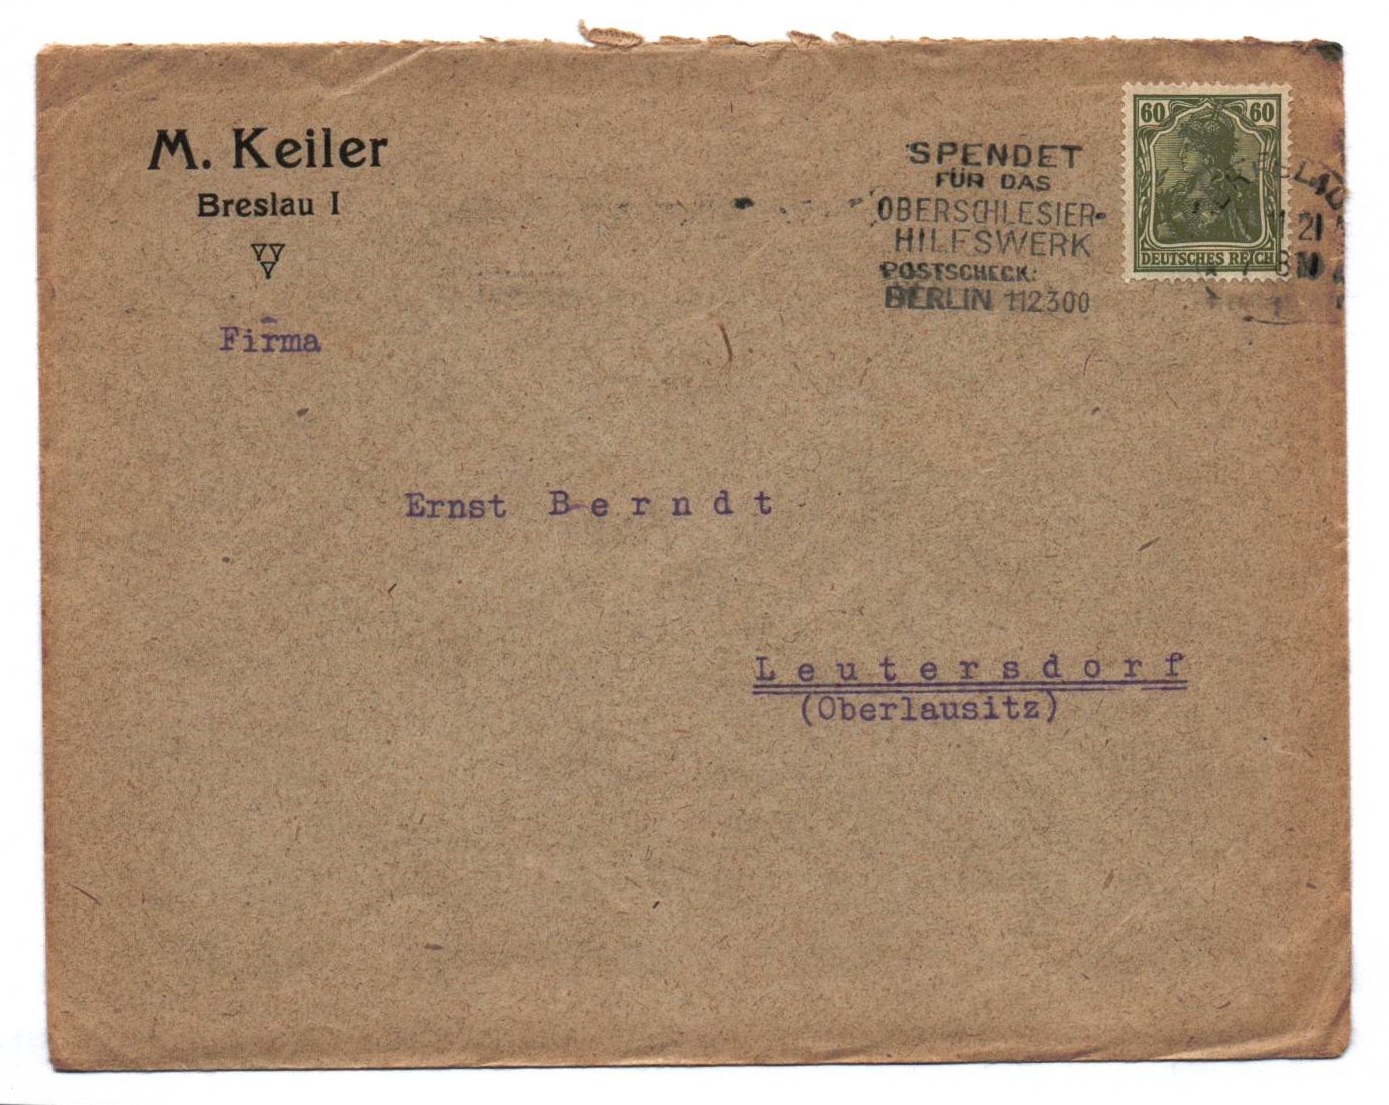 M. Keiler
Breslau I
Firma
SPENDET
FÜR DAS
OBERSCHLESIER-
HILFSWERK
POSTSCHECK:
BERLIN 112300
60 60
DEUTSCHES REICH
21
Ernst Berndt
Leutersdorf
(Oberlausitz)